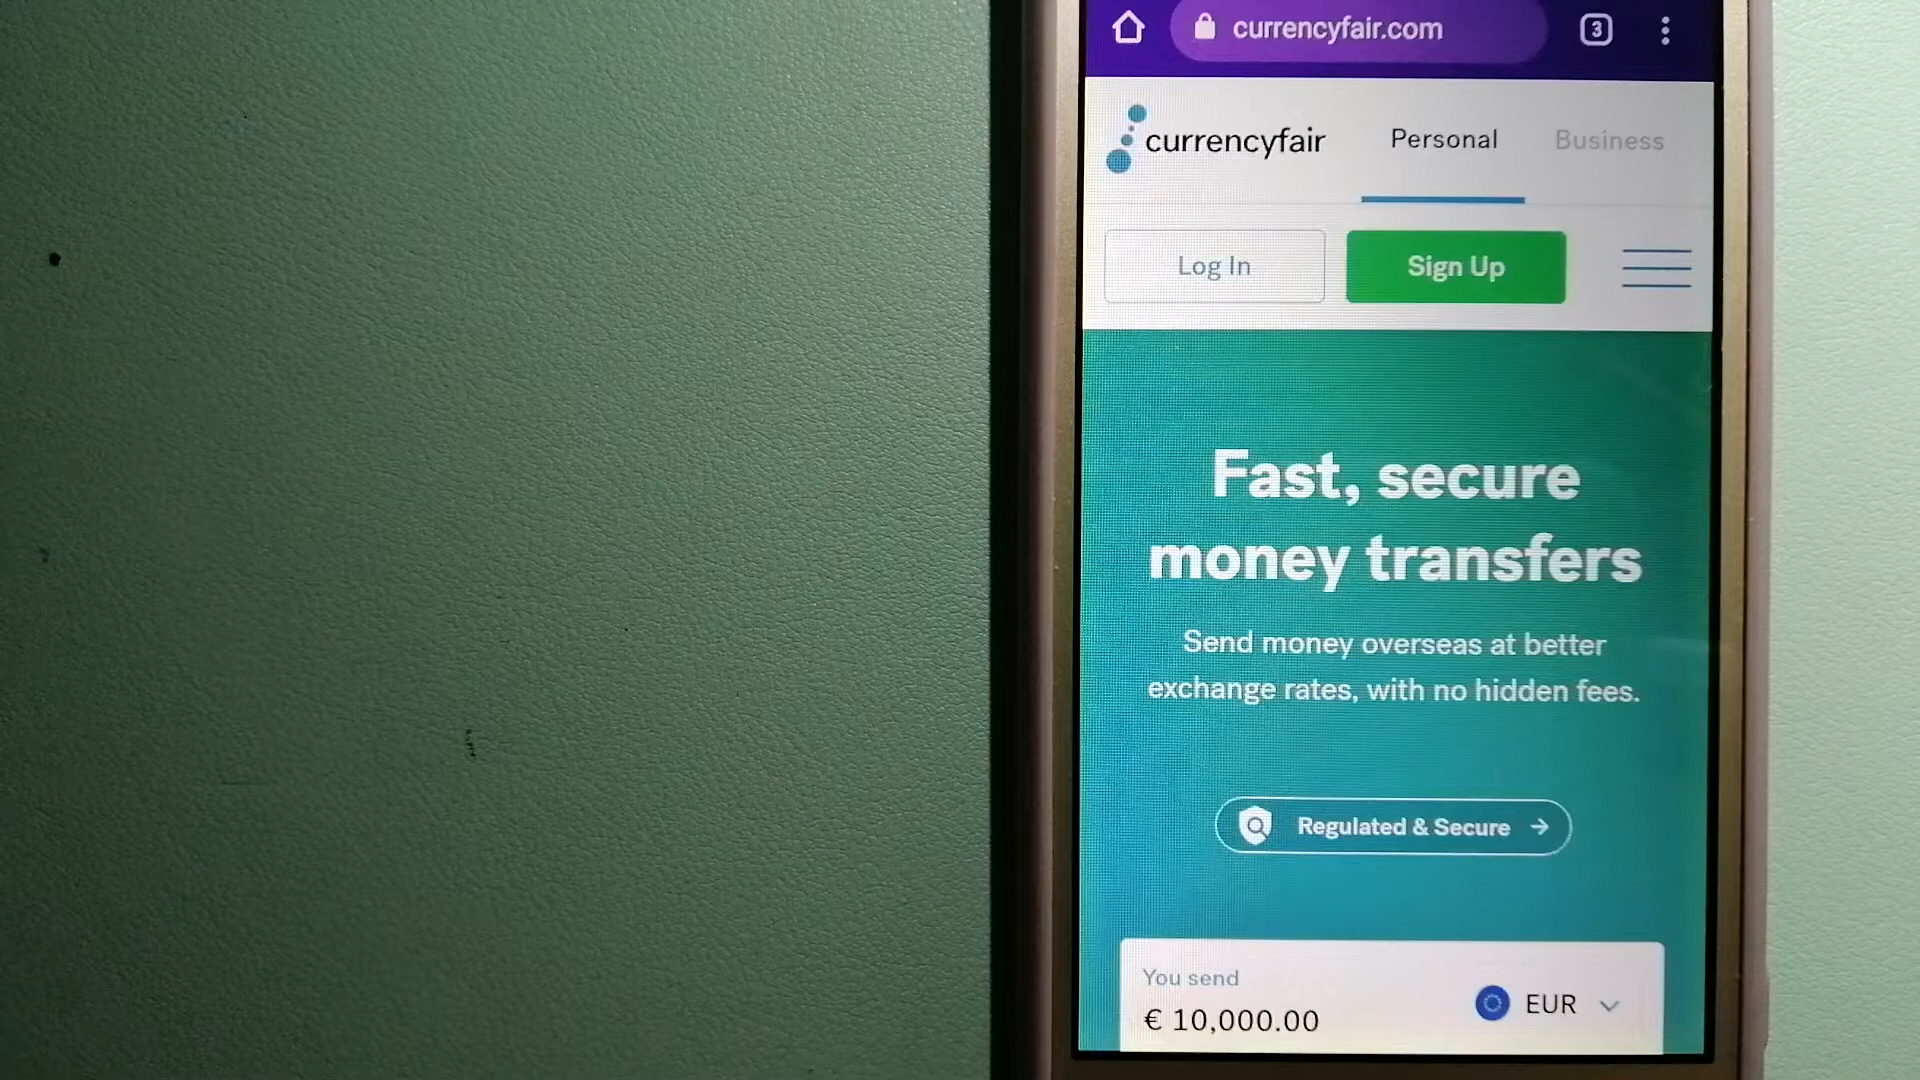 currencyfair.com
3
currencyfair
Personal
Business
Log In
Sign Up
Fast, secure
money transfers
Send money overseas at better
exchange rates, with no hidden fees.
Regulated & Secure →
You send
€ 10,000.00
EUR